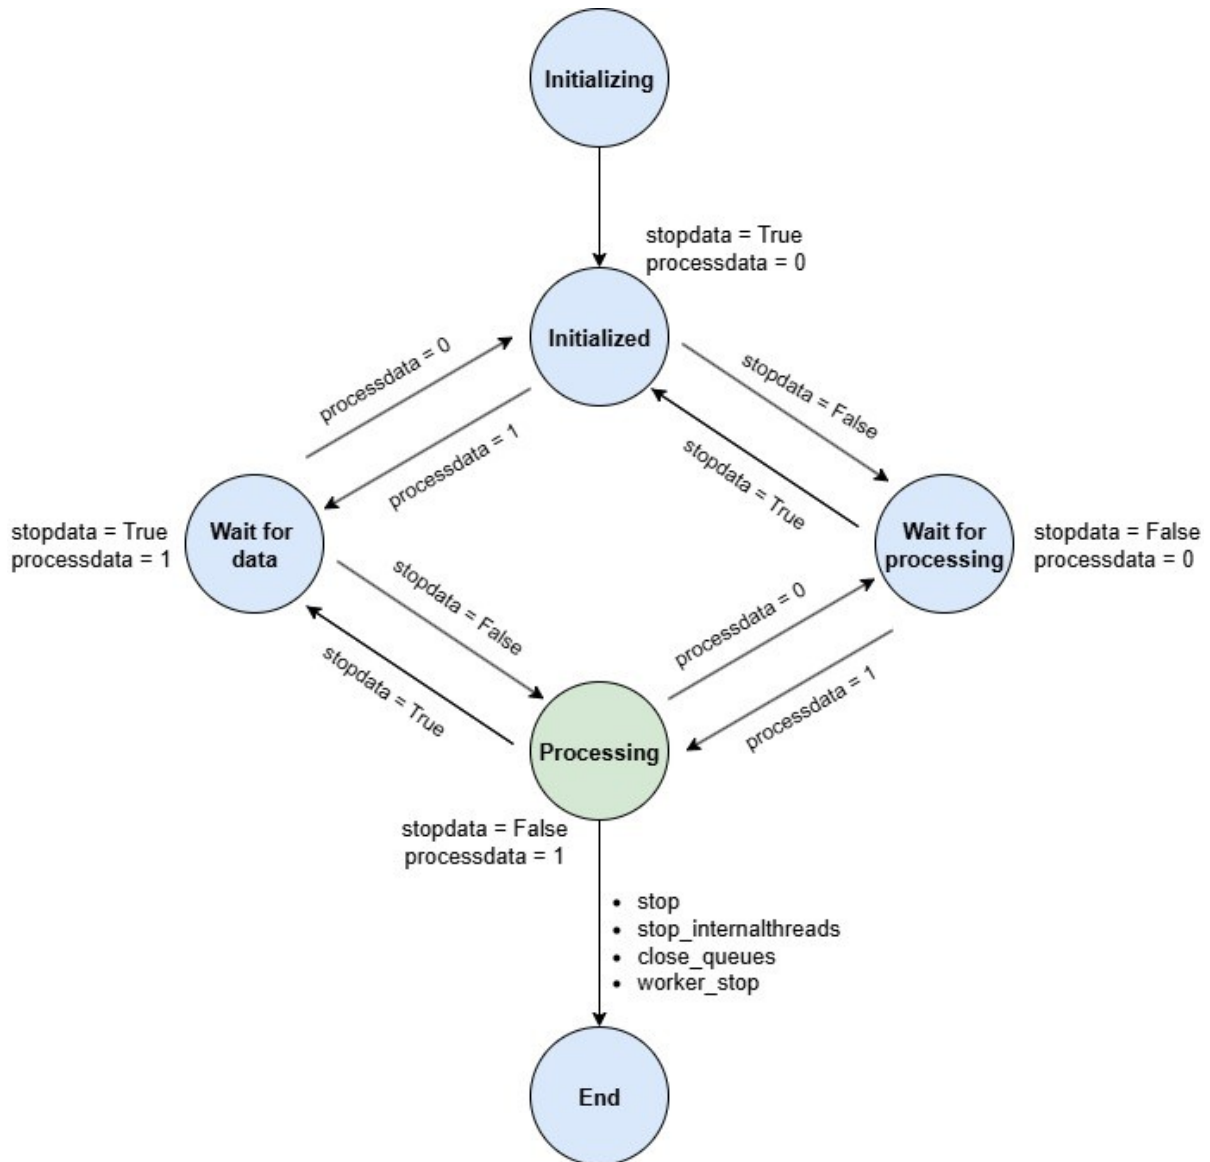 Initializing
stopdata = True
processdata = 0
Initialized
processdata = 0
processdata = 1
stopdata = False
stopdata = True
stopdata = True
processdata = 1
Wait for
data
Wait for
processing
stopdata = False
processdata = 0
stopdata = False
stopdata = True
processdata = 0
processdata = 1
Processing
stopdata = False
processdata = 1
• stop
• stop_internalthreads
• close_queues
• worker_stop
End